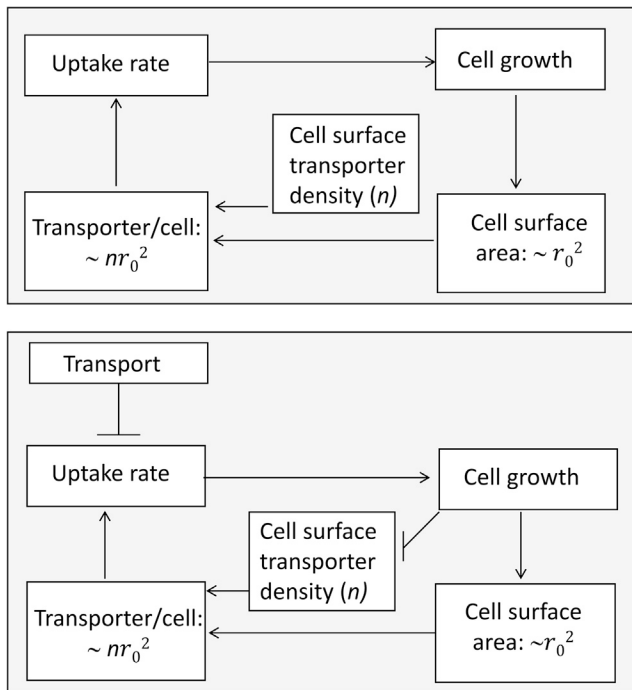 Uptake rate
Cell growth
Cell surface
transporter
density (n)
Transporter/cell:
~ nr₀²
Cell surface
area: ~ r₀²
Transport
Uptake rate
Cell growth
Cell surface
transporter
density (n)
Transporter/cell:
~ nr₀²
Cell surface
area: ~r₀²